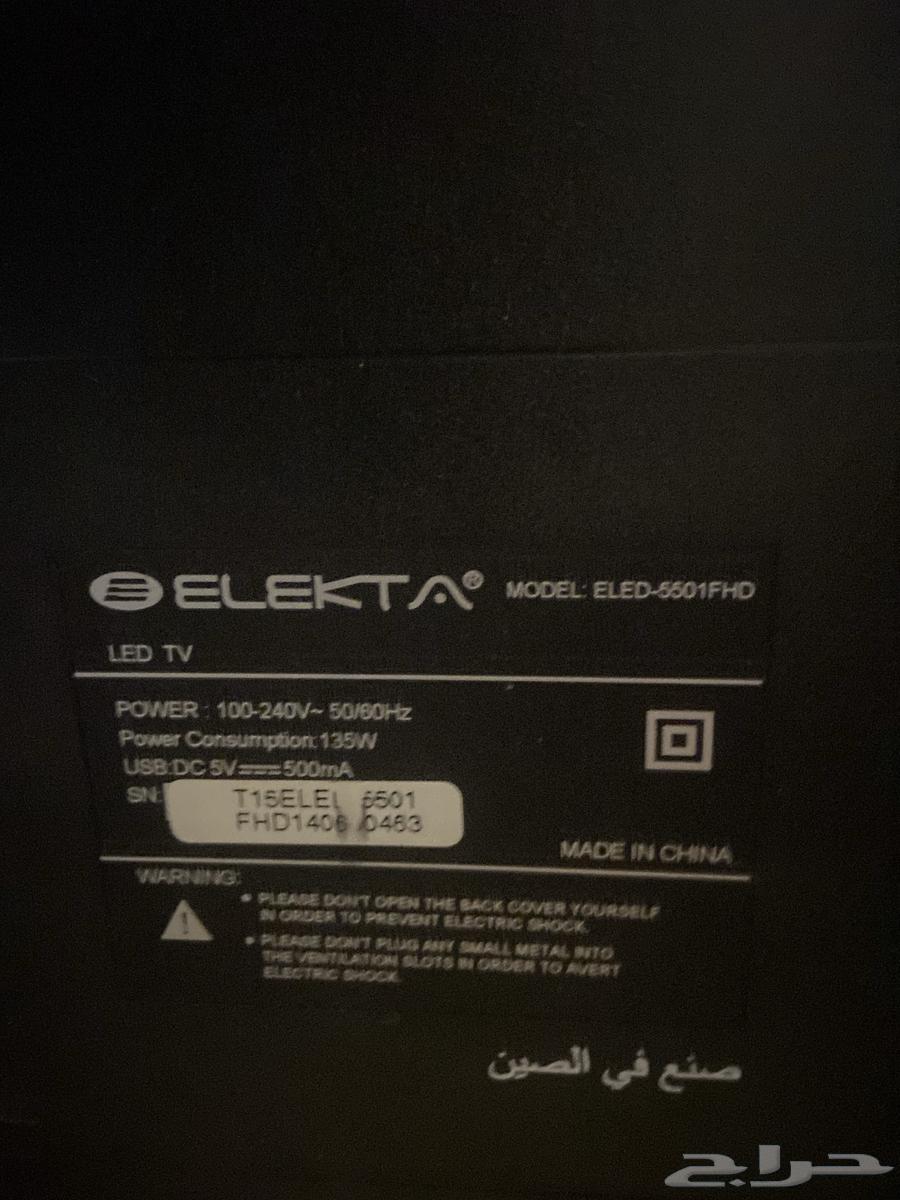 ELEKTA® MODEL: ELED-5501FHD
LED TV
POWER : 100-240V~ 50/60Hz
Power Consumption:135W
USB:DC 5V 500mA
SN:
5501
FHD1406 0463
MADE IN CHINA
WARNING:
• PLEASE DON'T OPEN THE BACK COVER YOURSELF
IN ORDER TO PREVENT ELECTRIC SHOCK.
• PLEASE DON'T PLUG ANY SMALL METAL INTO
THE VENTILATION SLOTS IN ORDER TO AVERT
ELECTRIC SHOCK.
صنع في الصين
حراج